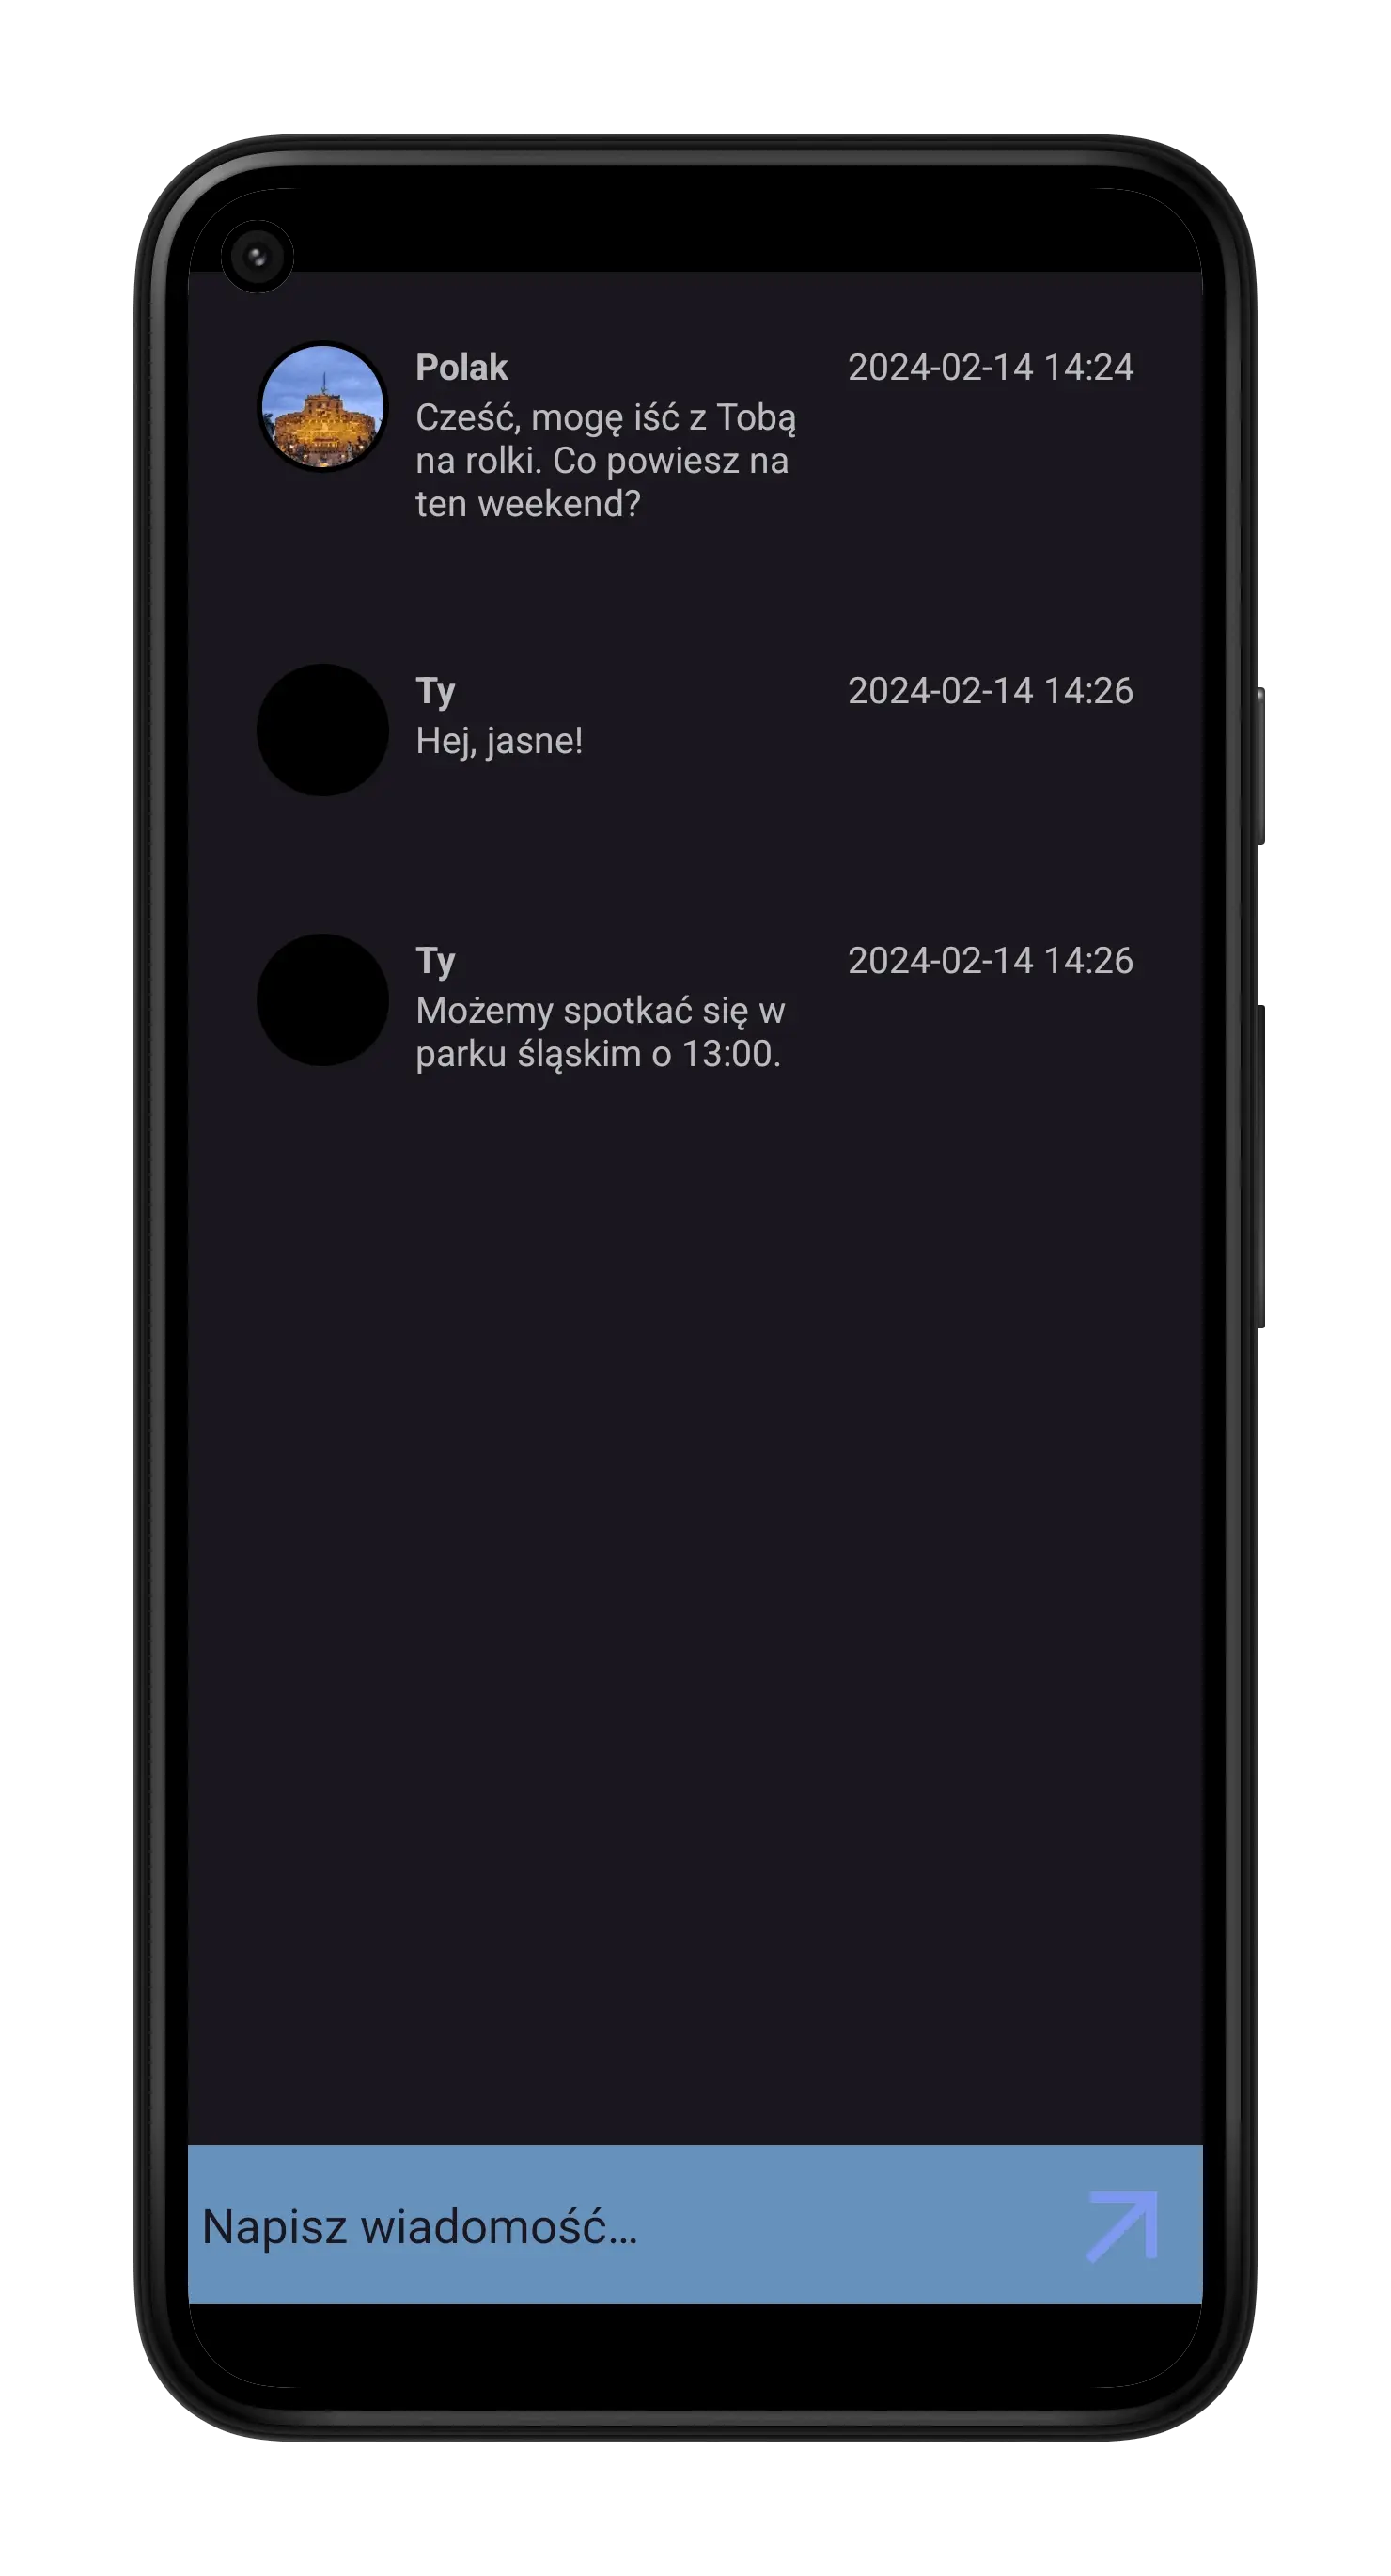 Polak 2024-02-14 14:24
Cześć, mogę iść z Tobą
na rolki. Co powiesz na
ten weekend?
Ty 2024-02-14 14:26
Hej, jasne!
Ty 2024-02-14 14:26
Możemy spotkać się w
parku śląskim o 13:00.
Napisz wiadomość...